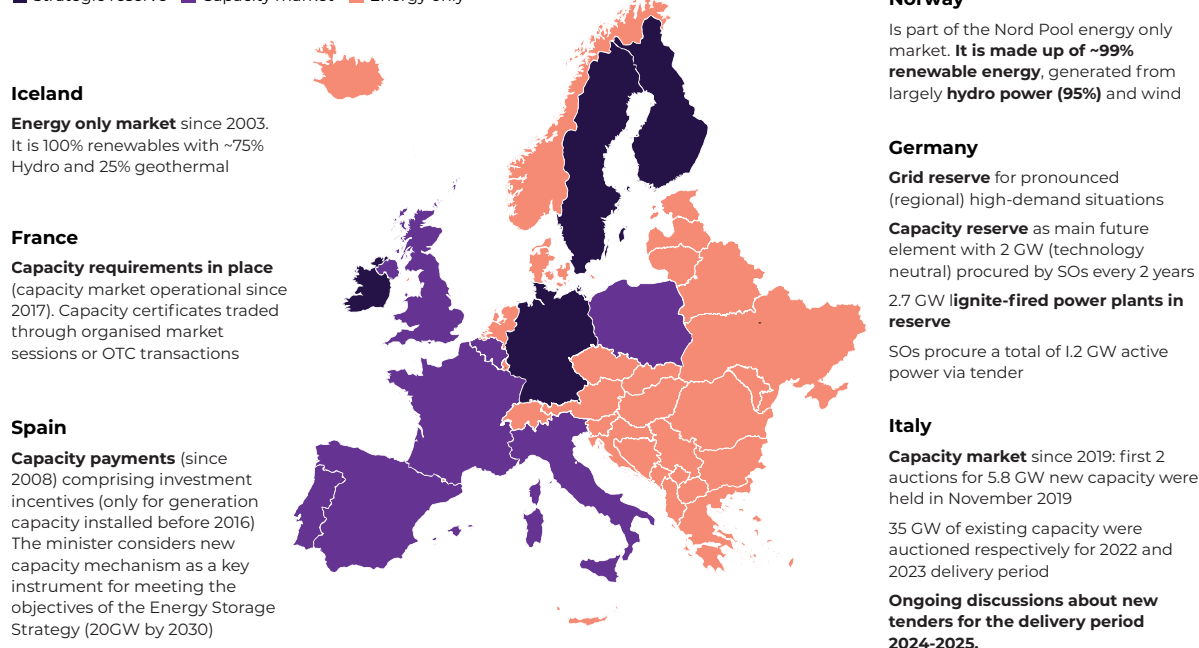 Strategic reserve Capacity market Energy only
Iceland
Energy only market since 2003.
It is 100% renewables with ~75%
Hydro and 25% geothermal
France
Capacity requirements in place
(capacity market operational since
2017). Capacity certificates traded
through organised market
sessions or OTC transactions
Spain
Capacity payments (since
2008) comprising investment
incentives (only for generation
capacity installed before 2016)
The minister considers new
capacity mechanism as a key
instrument for meeting the
objectives of the Energy Storage
Strategy (20GW by 2030)
Norway
Is part of the Nord Pool energy only
market. It is made up of ~99%
renewable energy, generated from
largely hydro power (95%) and wind
Germany
Grid reserve for pronounced
(regional) high-demand situations
Capacity reserve as main future
element with 2 GW (technology
neutral) procured by SOs every 2 years
2.7 GW lignite-fired power plants in
reserve
SOs procure a total of I.2 GW active
power via tender
Italy
Capacity market since 2019: first 2
auctions for 5.8 GW new capacity were
held in November 2019
35 GW of existing capacity were
auctioned respectively for 2022 and
2023 delivery period
Ongoing discussions about new
tenders for the delivery period
2024-2025.